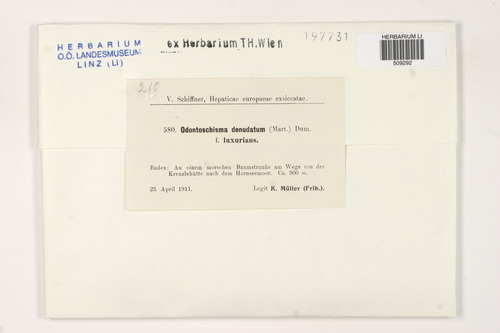 HERBARIUM
O.Ö. LANDESMUSEUM
LINZ (LI)
ex Herbarium TH.Wien
197731
HERBARIUM LI
509292
240
V. Schiffner, Hepaticae europaeae exsiccatae.
580. Odontoschisma denudatum (Mart.) Dum.
f. luxurians.
Baden: An einem morschen Baumstrunke am Wege von der
Kreuzlehütte nach dem Hornseemoor. Ca. 900 m.
23. April 1911.
Legit K. Müller (Frib.).